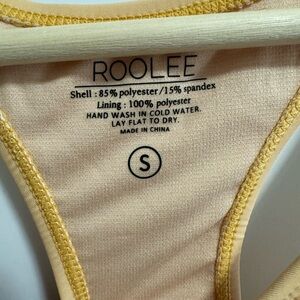 ROOLEE
Shell : 85% polyester/15% spandex
Lining : 100% polyester
HAND WASH IN COLD WATER.
LAY FLAT TO DRY.
MADE IN CHINA
S